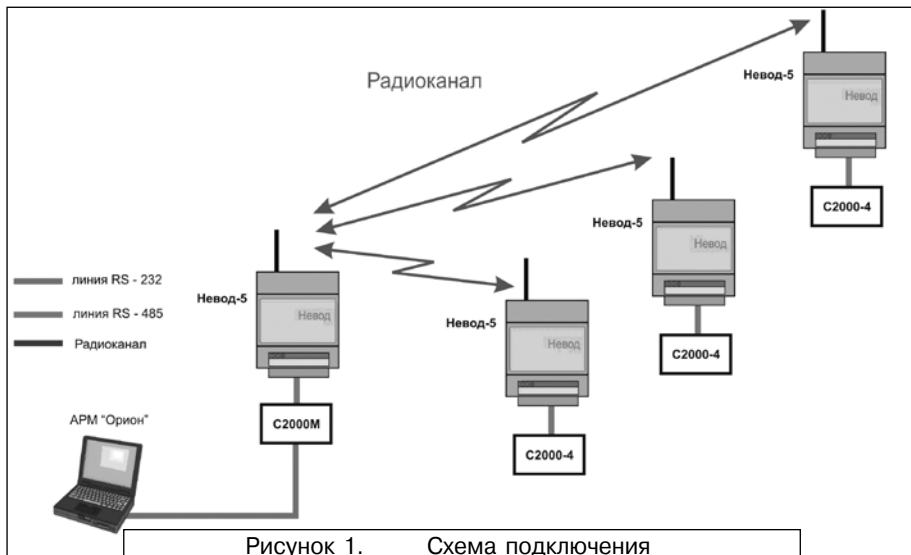 Радиоканал
Невод-5
Невод
С2000-4
Невод-5
Невод
С2000-4
Невод-5
Невод
С2000-4
Невод-5
Невод
С2000М
линия RS - 232
линия RS - 485
Радиоканал
АРМ "Орион"
Рисунок 1. Схема подключения